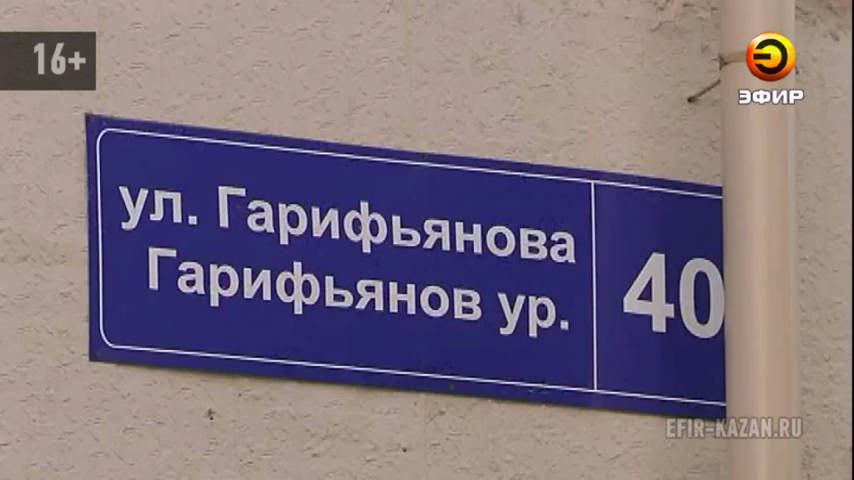 16+
ЭФИР
ул. Гарифьянова
Гарифьянов ур.
40
EFIR-KAZAN.RU